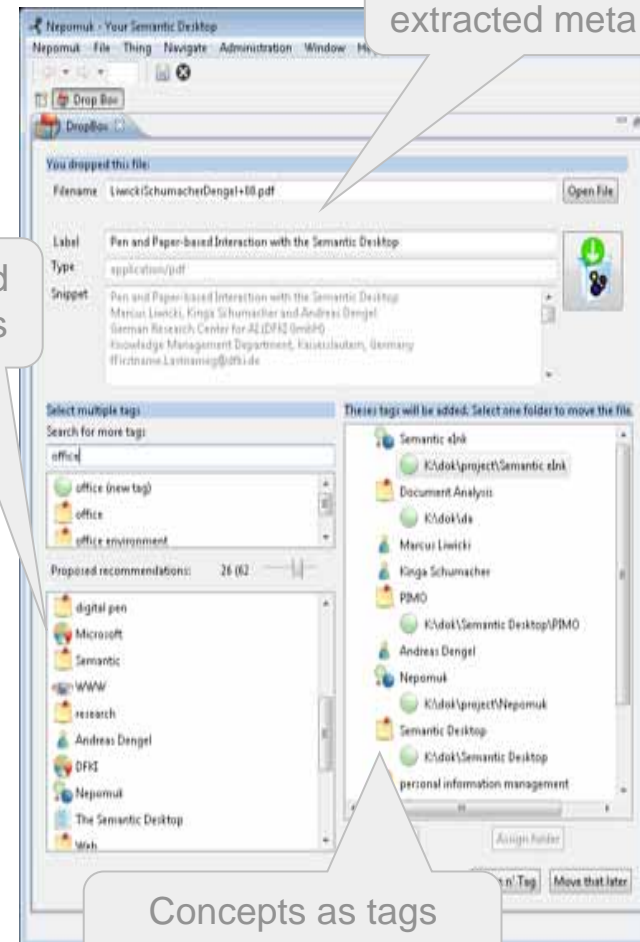 extracted meta
Nepomuk - Your Semantic Desktop
Nepomuk File Thing Navigate Administration Window
Drop Box
DropBox
You dropped this file:
Filename LiwickiSchumacherDengel+08.pdf Open File
Label Pen and Paper-based Interaction with the Semantic Desktop
Type application/pdf
Snippet Pen and Paper-based Interaction with the Semantic Desktop
Marcus Liwicki, Kinga Schumacher and Andreas Dengel
German Research Center for AI (DFKI GmbH)
Knowledge Management Department, Kaiserslautern, Germany
ffirstname.Lastnameg@dfki.de
d
s
Select multiple tags
Search for more tags
office
office (new tag)
office
office environment
Proposed recommendations: 26 (62
digital pen
Microsoft
Semantic
WWW
research
Andreas Dengel
DFKI
Nepomuk
The Semantic Desktop
Web
Theses tags will be added. Select one folder to move the file.
Semantic eInk
K:\dok\project\Semantic eInk
Document Analysis
K:\dok\da
Marcus Liwicki
Kinga Schumacher
PIMO
K:\dok\Semantic Desktop\PIMO
Andreas Dengel
Nepomuk
K:\dok\project\Nepomuk
Semantic Desktop
K:\dok\Semantic Desktop
personal information management
Assign folder
n' Tag Move that later
Concepts as tags